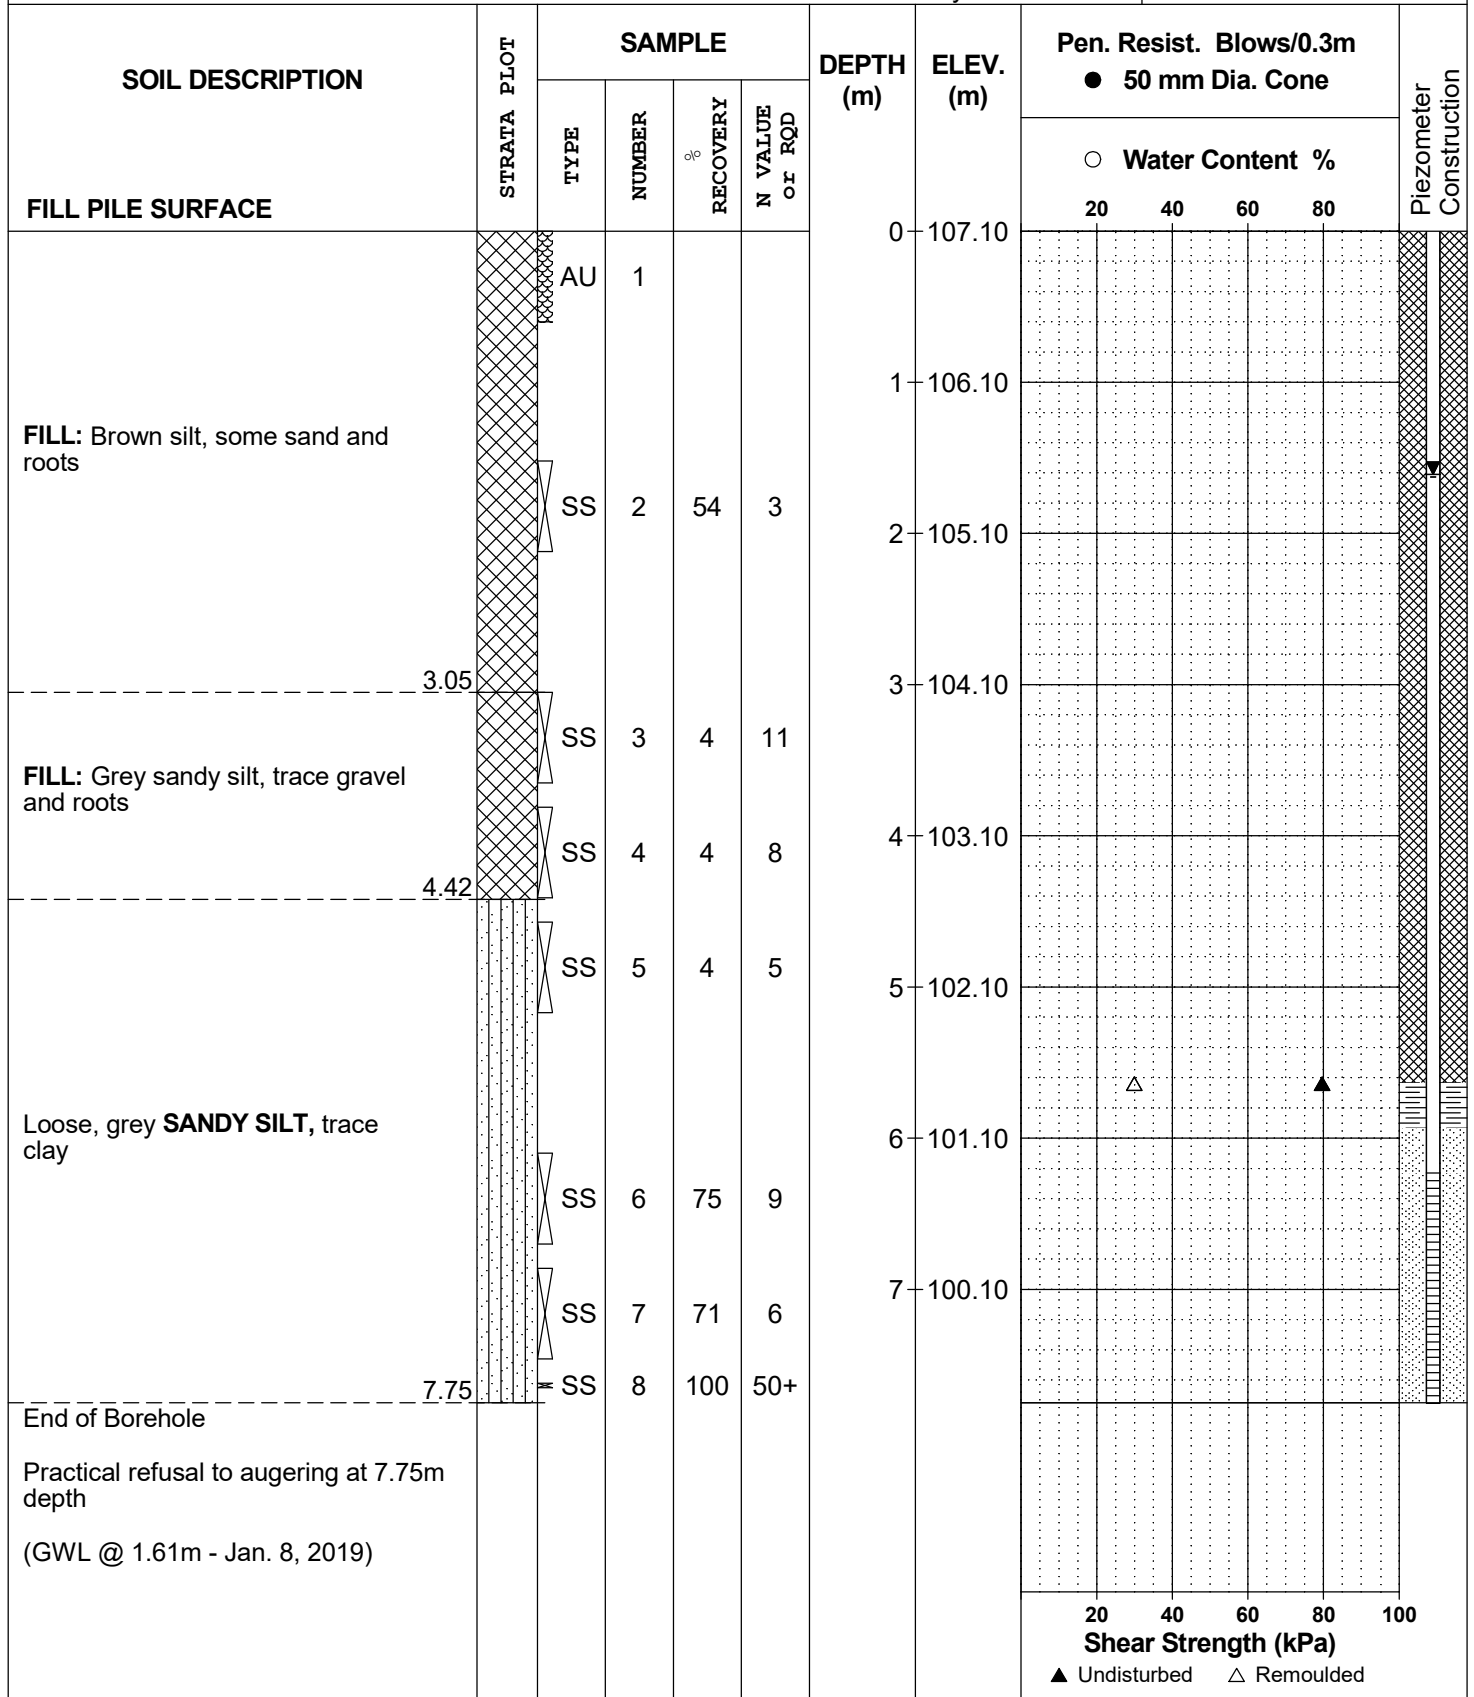 SOIL DESCRIPTION
FILL PILE SURFACE
STRATA PLOT
SAMPLE
TYPE
NUMBER
%
RECOVERY
N VALUE
or RQD
DEPTH
(m)
ELEV.
(m)
Pen. Resist. Blows/0.3m
● 50 mm Dia. Cone
○ Water Content %
20 40 60 80
Piezometer
Construction
0 107.10
AU 1
1 106.10
FILL: Brown silt, some sand and
roots
SS 2 54 3
2 105.10
3.05
3 104.10
SS 3 4 11
FILL: Grey sandy silt, trace gravel
and roots
4 103.10
SS 4 4 8
4.42
SS 5 4 5
5 102.10
Loose, grey SANDY SILT, trace
clay
6 101.10
SS 6 75 9
7 100.10
SS 7 71 6
7.75
SS 8 100 50+
End of Borehole
Practical refusal to augering at 7.75m
depth
(GWL @ 1.61m - Jan. 8, 2019)
20 40 60 80 100
Shear Strength (kPa)
▲ Undisturbed △ Remoulded